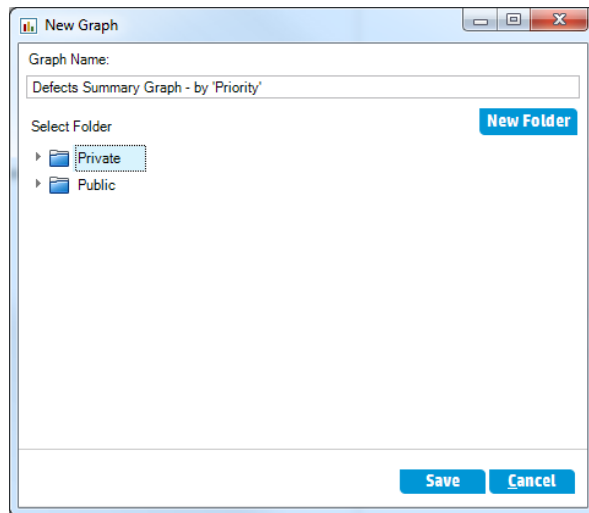 New Graph
Graph Name:
Defects Summary Graph - by 'Priority'
Select Folder
New Folder
Private
Public
Save
Cancel